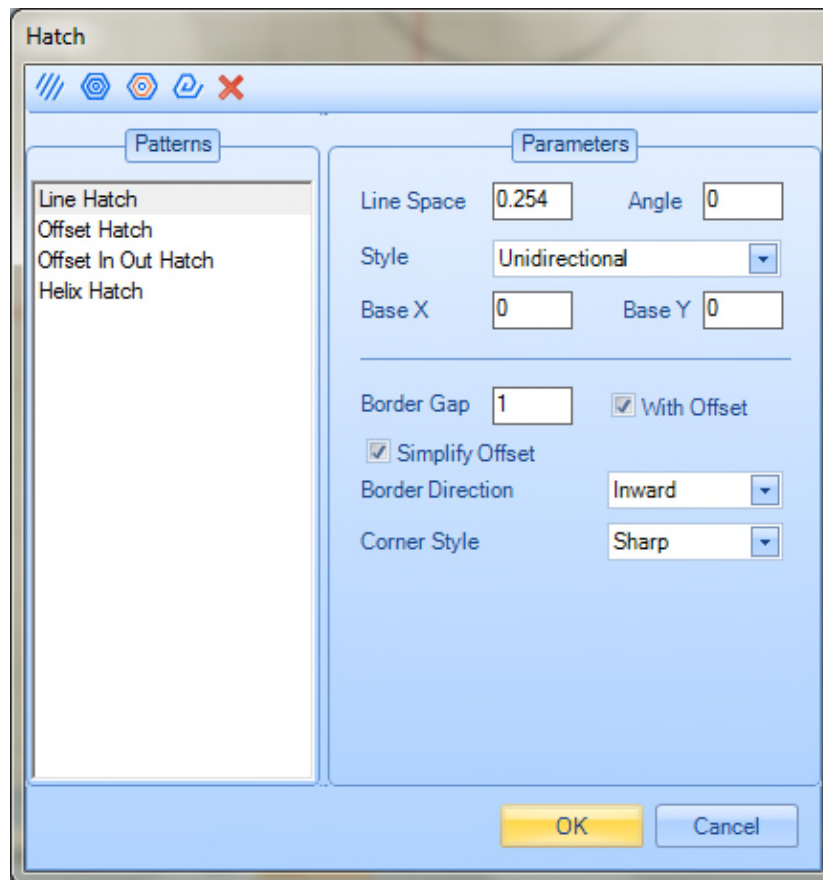 Hatch
Patterns
Line Hatch
Offset Hatch
Offset In Out Hatch
Helix Hatch
Parameters
Line Space 0.254 Angle 0
Style Unidirectional
Base X 0 Base Y 0
Border Gap 1 With Offset
Simplify Offset
Border Direction Inward
Corner Style Sharp
OK Cancel